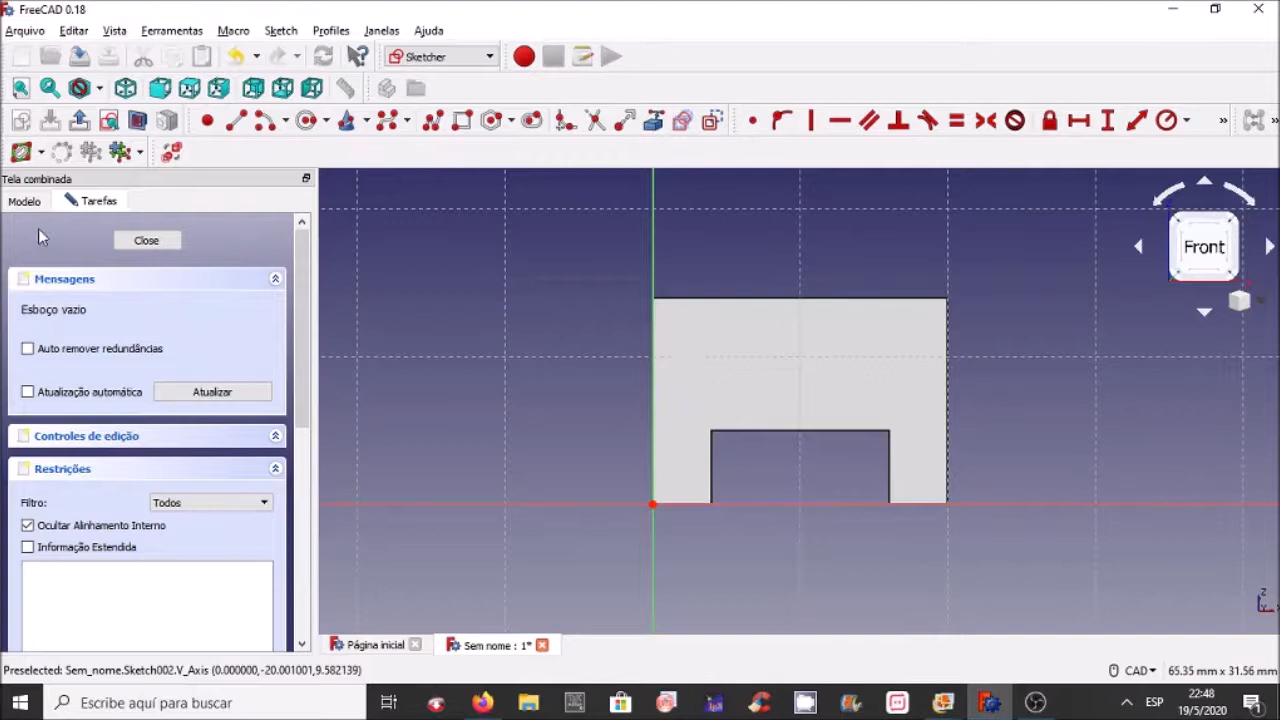 FreeCAD 0.18
Arquivo Editar Vista Ferramentas Macro Sketch Profiles Janelas Ajuda
Sketcher
»
»
Tela combinada
Modelo
Tarefas
Close
Mensagens
Esboço vazio
Auto remover redundâncias
Atualização automática
Atualizar
Controles de edição
Restrições
Filtro:
Todos
Ocultar Alinhamento Interno
Informação Estendida
Front
Z
Página inicial
Sem nome : 1*
Preselected: Sem_nome.Sketch002.V_Axis (0.000000,-20.001001,9.582139)
CAD
65.35 mm x 31.56 mm
Escribe aquí para buscar
ESP
22:48
19/5/2020